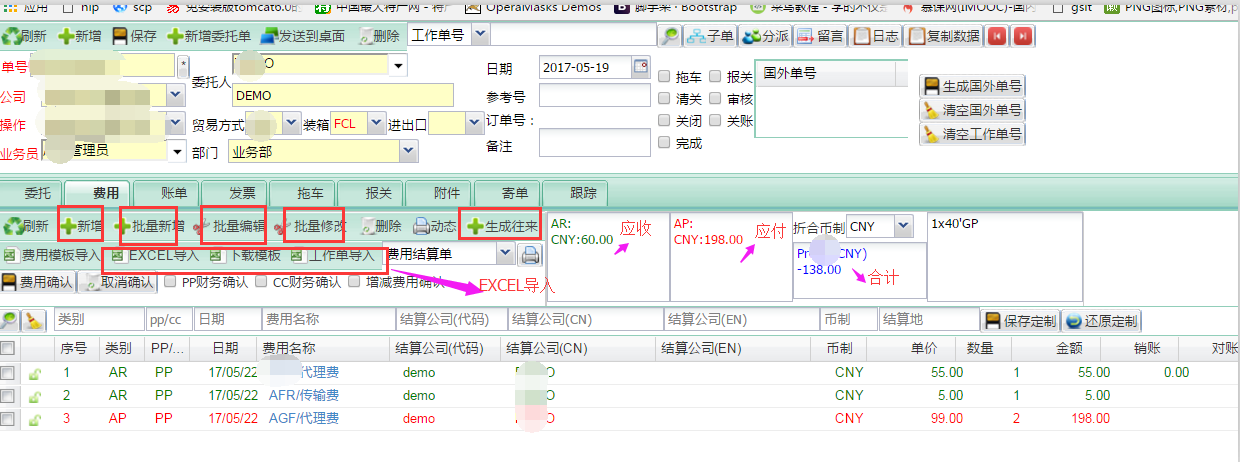 应用 hip scp 免安装版tomcat6.0的 中国最大特产网 - 特产 OperaMasks Demos 脚手架 · Bootstrap 菜鸟教程 - 学的不仅 慕课网(IMOOC)-国内 gsit PNG图标,PNG素材,p
刷新 新增 保存 新增委托单 发送到桌面 删除 工作单号 子单 分派 留言 日志 复制数据
单号 * 委托人 日期 2017-05-19 拖车 报关 国外单号
公司 DEMO 参考号 清关 审核 生成国外单号
操作 贸易方式 装箱 FCL 进出口 订单号: 关闭 关账 清空国外单号
业务员 管理员 部门 业务部 备注 完成 清空工作单号
委托 费用 账单 发票 拖车 报关 附件 寄单 跟踪
刷新 新增 批量新增 批量编辑 批量修改 删除 动态 生成往来 AR: 应收 AP: 应付 折合币制 CNY 1x40'GP
CNY:60.00 CNY:198.00
费用模板导入 EXCEL导入 下载模板 工作单导入 费用结算单
-138.00 合计
费用确认 取消确认 PP财务确认 CC财务确认 增减费用确认 EXCEL导入
类别 pp/cc 日期 费用名称 结算公司(代码) 结算公司(CN) 结算公司(EN) 币制 结算地 保存定制 还原定制
序号 类别 PP/... 日期 费用名称 结算公司(代码) 结算公司(CN) 结算公司(EN) 币制 单价 数量 金额 销账 对账
1 AR PP 17/05/22 /代理费 demo CNY 55.00 1 55.00 0.00
2 AR PP 17/05/22 AFR/传输费 demo CNY 5.00 1 5.00
3 AP PP 17/05/22 AGF/代理费 demo CNY 99.00 2 198.00